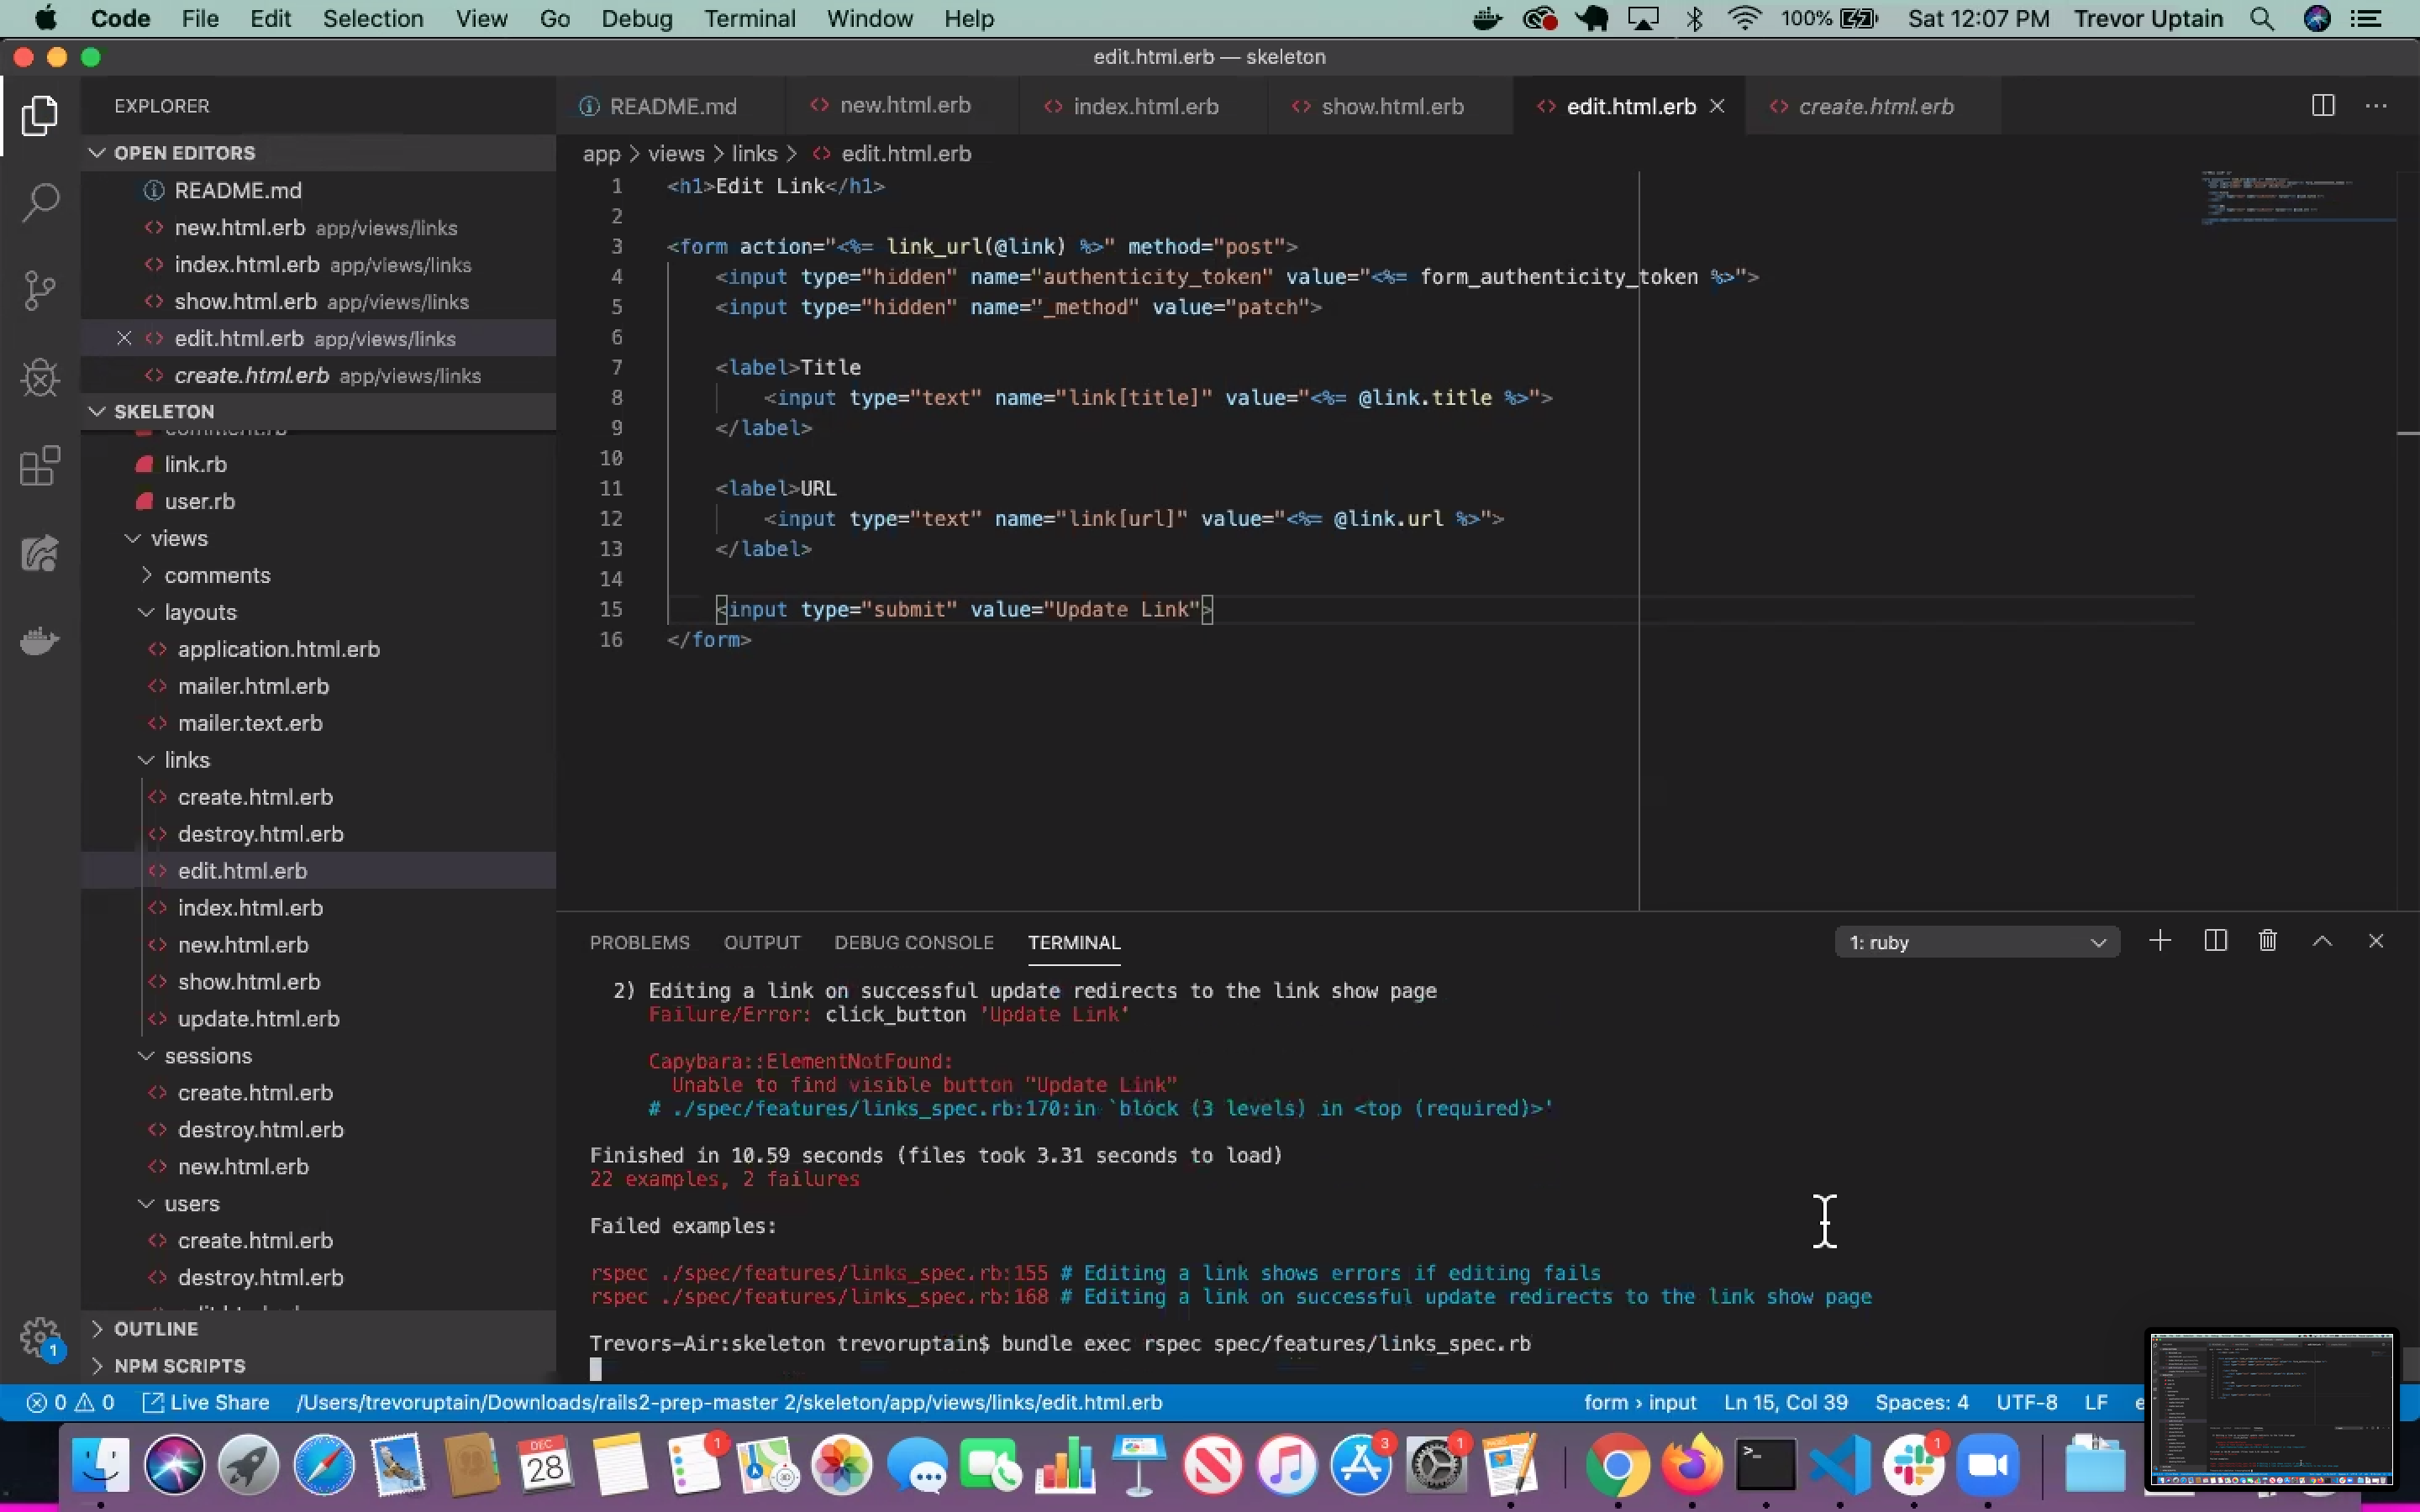 Code File Edit Selection View Go Debug Terminal Window Help 100% Sat 12:07 PM Trevor Uptain
edit.html.erb — skeleton
EXPLORER
OPEN EDITORS
README.md
new.html.erb app/views/links
index.html.erb app/views/links
show.html.erb app/views/links
edit.html.erb app/views/links
create.html.erb app/views/links
SKELETON
comment.rb
link.rb
user.rb
views
comments
layouts
application.html.erb
mailer.html.erb
mailer.text.erb
links
create.html.erb
destroy.html.erb
edit.html.erb
index.html.erb
new.html.erb
show.html.erb
update.html.erb
sessions
create.html.erb
destroy.html.erb
new.html.erb
users
create.html.erb
destroy.html.erb
OUTLINE
NPM SCRIPTS
README.md new.html.erb index.html.erb show.html.erb edit.html.erb create.html.erb
app > views > links > edit.html.erb
1 <h1>Edit Link</h1>
2
3 <form action="<%= link_url(@link) %>" method="post">
4 <input type="hidden" name="authenticity_token" value="<%= form_authenticity_token %>">
5 <input type="hidden" name="_method" value="patch">
6
7 <label>Title
8 <input type="text" name="link[title]" value="<%= @link.title %>">
9 </label>
10
11 <label>URL
12 <input type="text" name="link[url]" value="<%= @link.url %>">
13 </label>
14
15 <input type="submit" value="Update Link">
16 </form>
PROBLEMS OUTPUT DEBUG CONSOLE TERMINAL 1: ruby
2) Editing a link on successful update redirects to the link show page
Failure/Error: click_button 'Update Link'
Capybara::ElementNotFound:
Unable to find visible button "Update Link"
# ./spec/features/links_spec.rb:170:in `block (3 levels) in <top (required)>'
Finished in 10.59 seconds (files took 3.31 seconds to load)
22 examples, 2 failures
Failed examples:
rspec ./spec/features/links_spec.rb:155 # Editing a link shows errors if editing fails
rspec ./spec/features/links_spec.rb:168 # Editing a link on successful update redirects to the link show page
Trevors-Air:skeleton trevoruptain$ bundle exec rspec spec/features/links_spec.rb
1
0 0 Live Share /Users/trevoruptain/Downloads/rails2-prep-master 2/skeleton/app/views/links/edit.html.erb form › input Ln 15, Col 39 Spaces: 4 UTF-8 LF
DEC
28
1
3
1
1